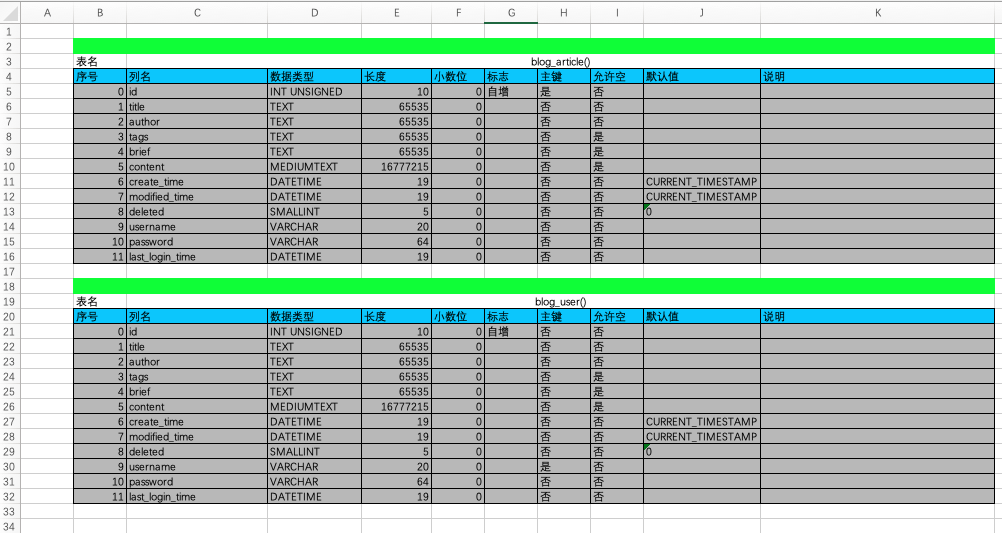 A B C D E F G H I J K
1
2
3 表名 blog_article()
4 序号 列名 数据类型 长度 小数位 标志 主键 允许空 默认值 说明
5 0 id INT UNSIGNED 10 0 自增 是 否
6 1 title TEXT 65535 0 否 否
7 2 author TEXT 65535 0 否 否
8 3 tags TEXT 65535 0 否 是
9 4 brief TEXT 65535 0 否 是
10 5 content MEDIUMTEXT 16777215 0 否 是
11 6 create_time DATETIME 19 0 否 否 CURRENT_TIMESTAMP
12 7 modified_time DATETIME 19 0 否 否 CURRENT_TIMESTAMP
13 8 deleted SMALLINT 5 0 否 否 0
14 9 username VARCHAR 20 0 否 否
15 10 password VARCHAR 64 0 否 否
16 11 last_login_time DATETIME 19 0 否 否
17
18
19 表名 blog_user()
20 序号 列名 数据类型 长度 小数位 标志 主键 允许空 默认值 说明
21 0 id INT UNSIGNED 10 0 自增 否 否
22 1 title TEXT 65535 0 否 否
23 2 author TEXT 65535 0 否 否
24 3 tags TEXT 65535 0 否 是
25 4 brief TEXT 65535 0 否 是
26 5 content MEDIUMTEXT 16777215 0 否 是
27 6 create_time DATETIME 19 0 否 否 CURRENT_TIMESTAMP
28 7 modified_time DATETIME 19 0 否 否 CURRENT_TIMESTAMP
29 8 deleted SMALLINT 5 0 否 否 0
30 9 username VARCHAR 20 0 是 否
31 10 password VARCHAR 64 0 否 否
32 11 last_login_time DATETIME 19 0 否 否
33
34